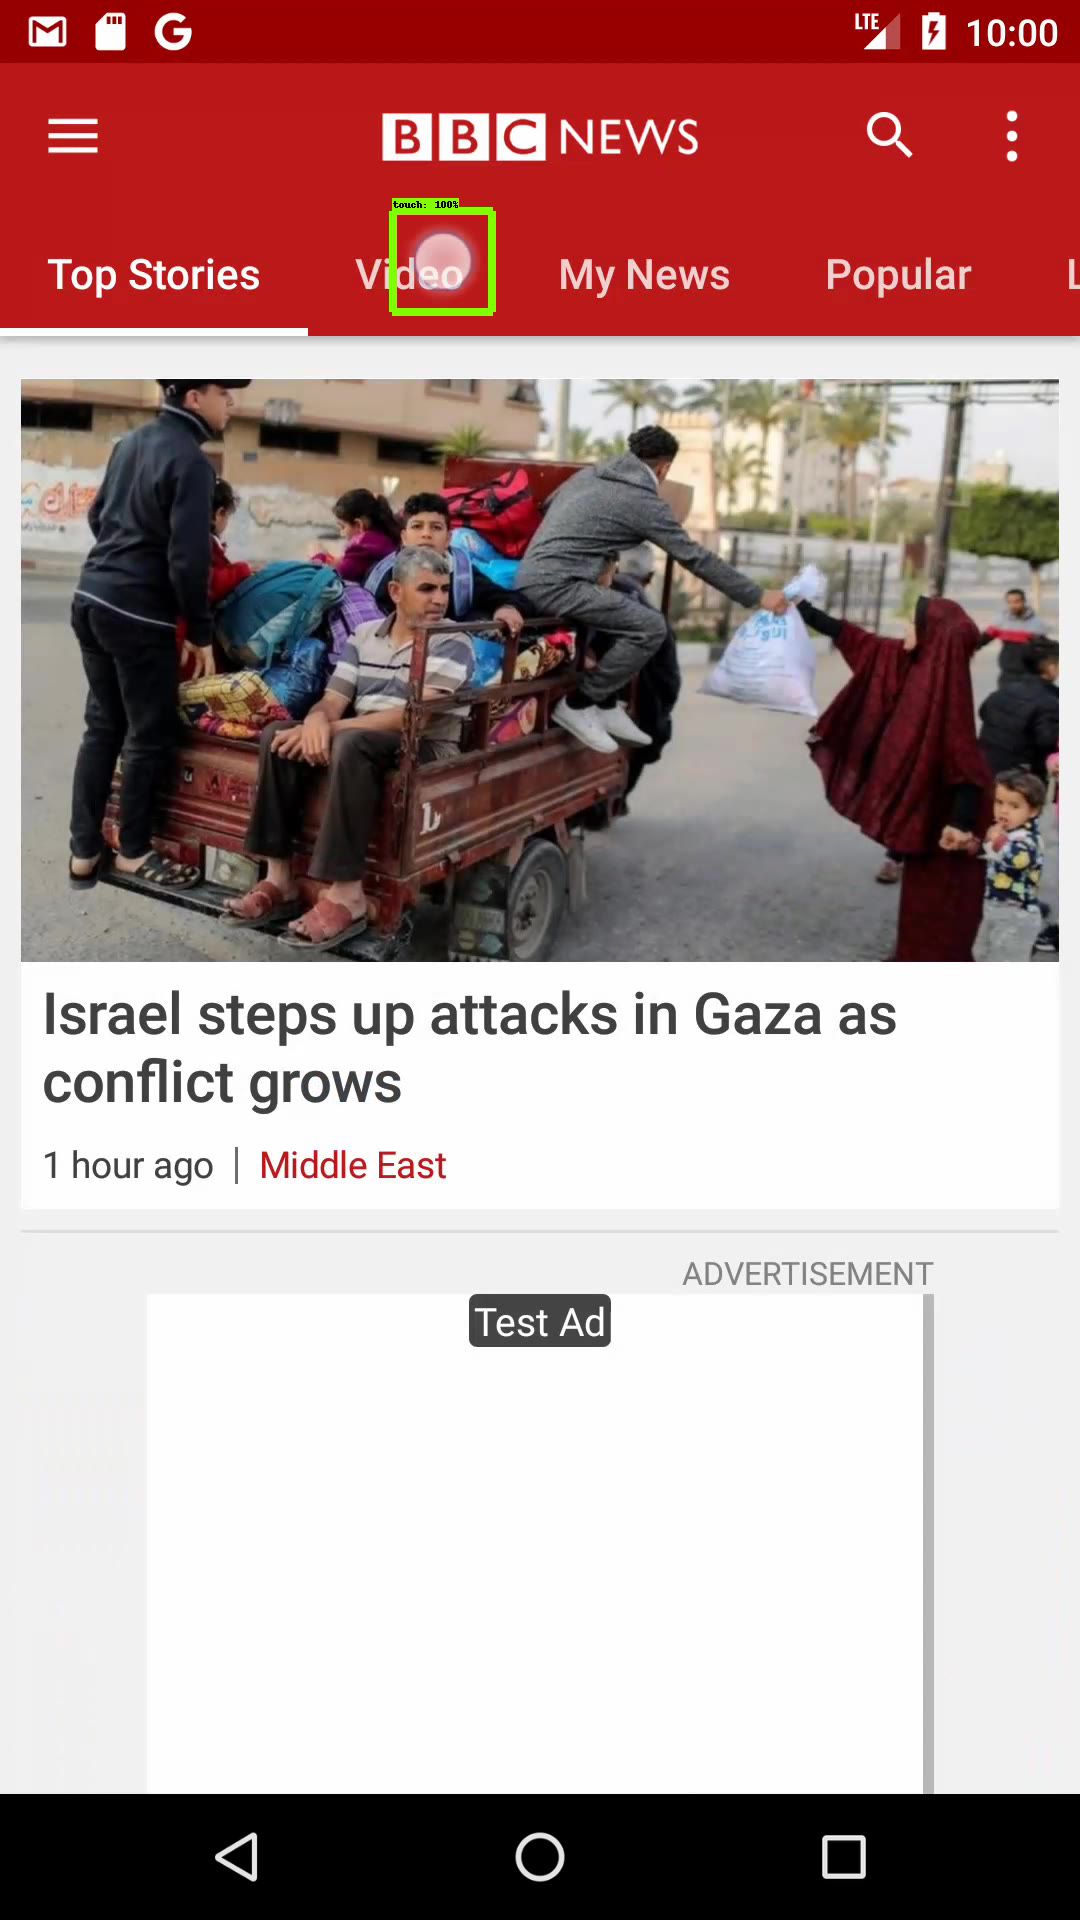 LTE 10:00
BBC NEWS
touch: 100%
Top Stories Video My News Popular L
Israel steps up attacks in Gaza as
conflict grows
1 hour ago | Middle East
ADVERTISEMENT
Test Ad